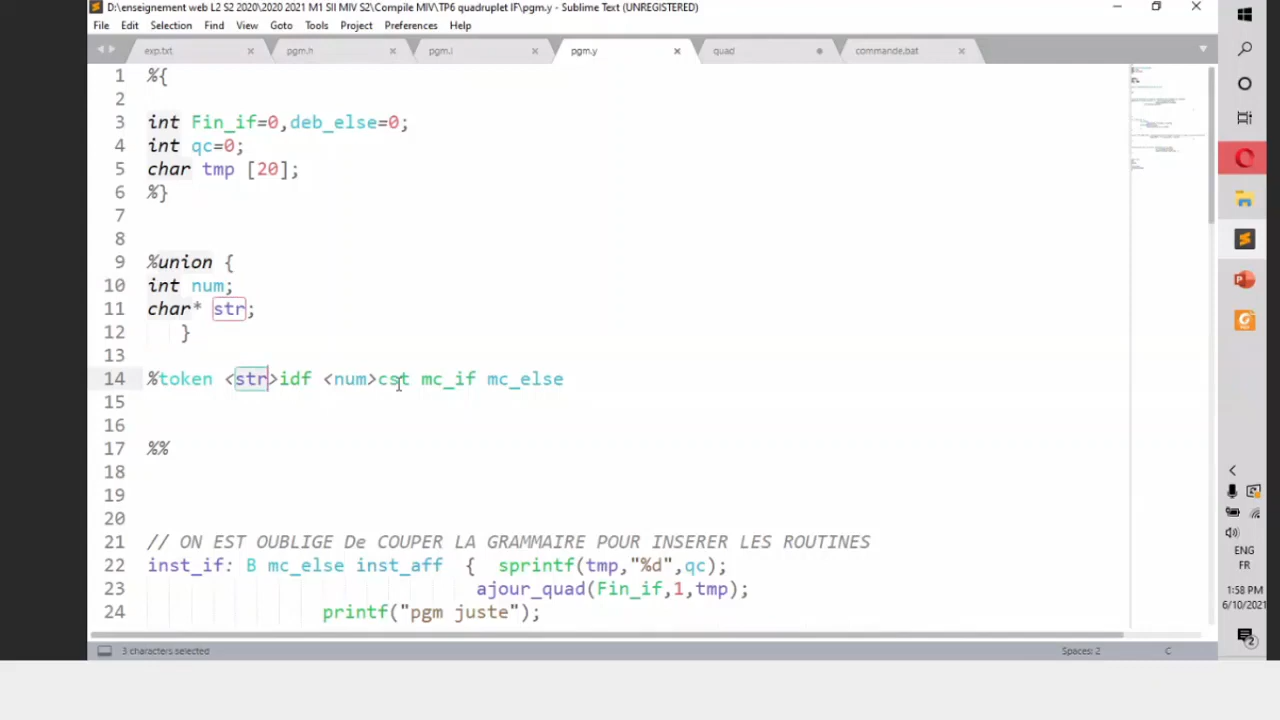 D:\enseignement web L2 S2 2020\2020 2021 M1 SII MIV S2\Compile MIV\TP6 quadruplet IF\pgm.y - Sublime Text (UNREGISTERED)
File Edit Selection Find View Goto Tools Project Preferences Help
exp.txt pgm.h pgm.l pgm.y quad commande.bat
1 %{
2
3 int Fin_if=0,deb_else=0;
4 int qc=0;
5 char tmp [20];
6 %}
7
8
9 %union {
10 int num;
11 char* str;
12 }
13
14 %token <str>idf <num>cst mc_if mc_else
15
16
17 %%
18
19
20
21 // ON EST OUBLIGE De COUPER LA GRAMMAIRE POUR INSERER LES ROUTINES
22 inst_if: B mc_else inst_aff { sprintf(tmp,"%d",qc);
23 ajour_quad(Fin_if,1,tmp);
24 printf("pgm juste");
3 characters selected Spaces: 2 C
ENG
FR
1:58 PM
6/10/2021
2